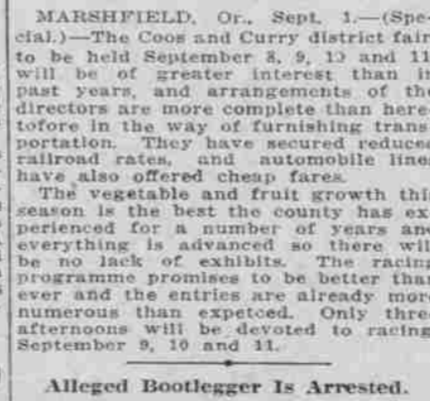 MARSHFIELD, Or., Sept. 1.—(Spe-
cial.)—The Coos and Curry district fair
to be held September 8, 9, 10 and 11
will be of greater interest than in
past years, and arrangements of the
directors are more complete than here-
tofore in the way of furnishing trans-
portation. They have secured reduced
railroad rates, and automobile lines
have also offered cheap fares.
The vegetable and fruit growth this
season is the best the county has ex-
perienced for a number of years and
everything is advanced so there will
be no lack of exhibits. The racing
programme promises to be better than
ever and the entries are already more
numerous than expetced. Only three
afternoons will be devoted to racing,
September 9, 10 and 11.
Alleged Bootlegger Is Arrested.